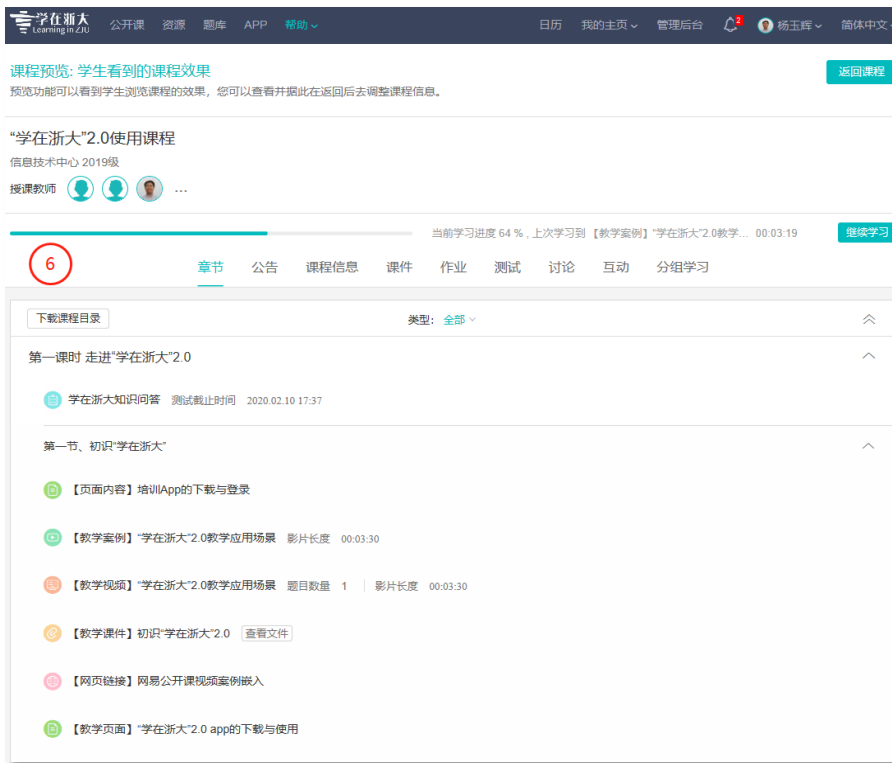 学在浙大
Learning in ZJU
公开课 资源 题库 APP 帮助 日历 我的主页 管理后台 2 杨玉辉 简体中文
课程预览: 学生看到的课程效果
返回课程
预览功能可以看到学生浏览课程的效果，您可以查看并据此在返回后去调整课程信息。
“学在浙大”2.0使用课程
信息技术中心 2019级
授课教师 ...
当前学习进度 64 % , 上次学习到 【教学案例】“学在浙大”2.0教学... 00:03:19 继续学习
6
章节 公告 课程信息 课件 作业 测试 讨论 互动 分组学习
下载课程目录 类型: 全部
第一课时 走进“学在浙大”2.0
学在浙大知识问答 测试截止时间 2020.02.10 17:37
第一节、初识“学在浙大”
【页面内容】培训App的下载与登录
【教学案例】“学在浙大”2.0教学应用场景 影片长度 00:03:30
【教学视频】“学在浙大”2.0教学应用场景 题目数量 1 影片长度 00:03:30
【教学课件】初识“学在浙大”2.0 查看文件
【网页链接】网易公开课视频案例嵌入
【教学页面】“学在浙大”2.0 app的下载与使用